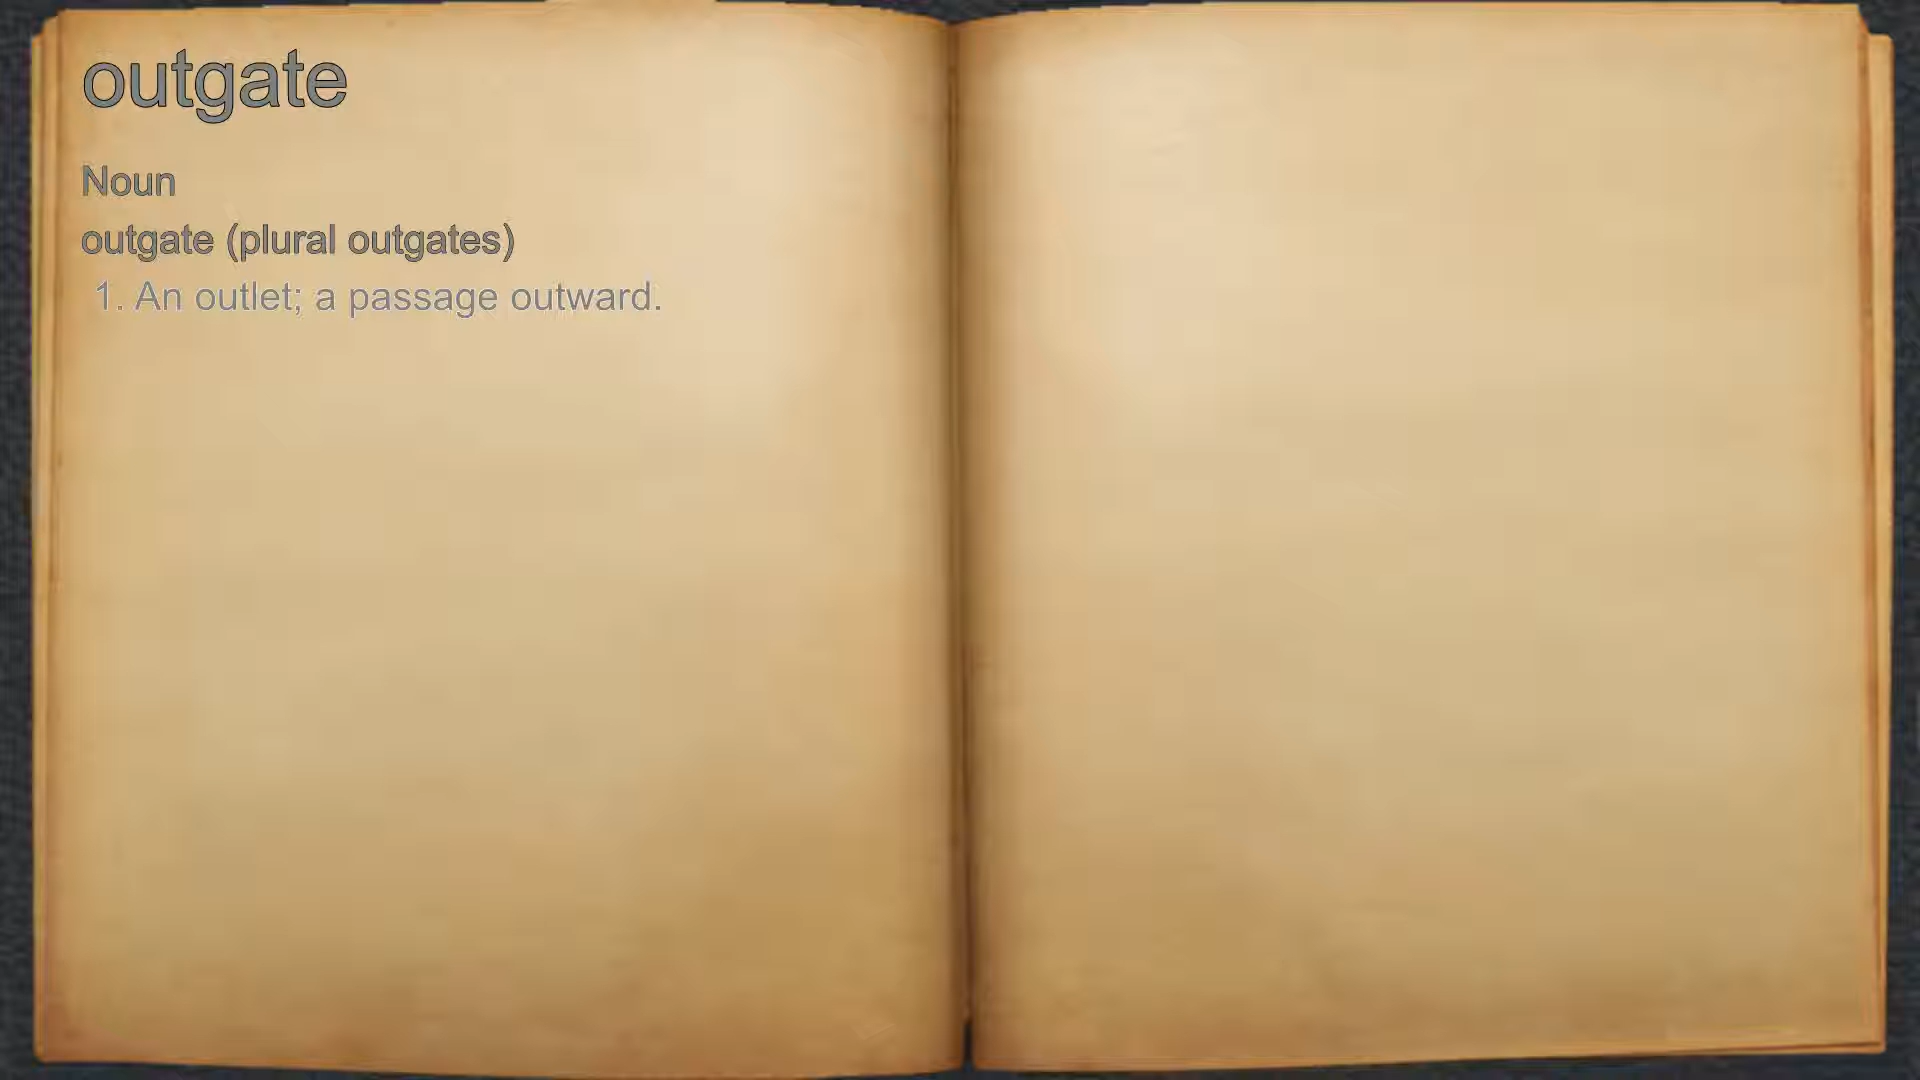 outgate
Noun
outgate (plural outgates)
1. An outlet; a passage outward.